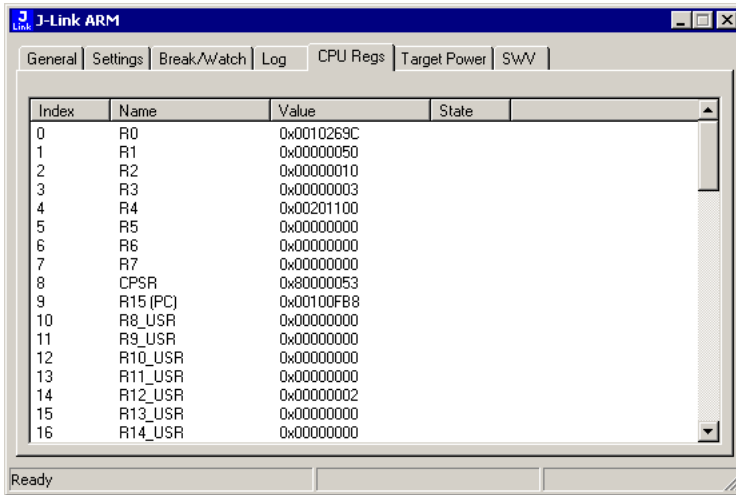 J Link J-Link ARM
General Settings Break/Watch Log CPU Regs Target Power SWV
Index Name Value State
0 R0 0x0010269C
1 R1 0x00000050
2 R2 0x00000010
3 R3 0x00000003
4 R4 0x00201100
5 R5 0x00000000
6 R6 0x00000000
7 R7 0x00000000
8 CPSR 0x80000053
9 R15 (PC) 0x00100FB8
10 R8_USR 0x00000000
11 R9_USR 0x00000000
12 R10_USR 0x00000000
13 R11_USR 0x00000000
14 R12_USR 0x00000002
15 R13_USR 0x00000000
16 R14_USR 0x00000000
Ready